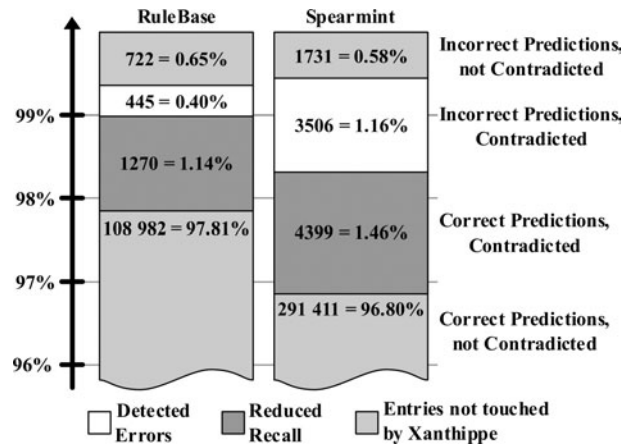 RuleBase
Spearmint
722 = 0.65%
1731 = 0.58%
Incorrect Predictions,
not Contradicted
99%
445 = 0.40%
3506 = 1.16%
Incorrect Predictions,
Contradicted
98%
1270 = 1.14%
4399 = 1.46%
Correct Predictions,
Contradicted
108 982 = 97.81%
97%
291 411 = 96.80%
Correct Predictions,
not Contradicted
96%
Detected
Errors
Reduced
Recall
Entries not touched
by Xanthippe